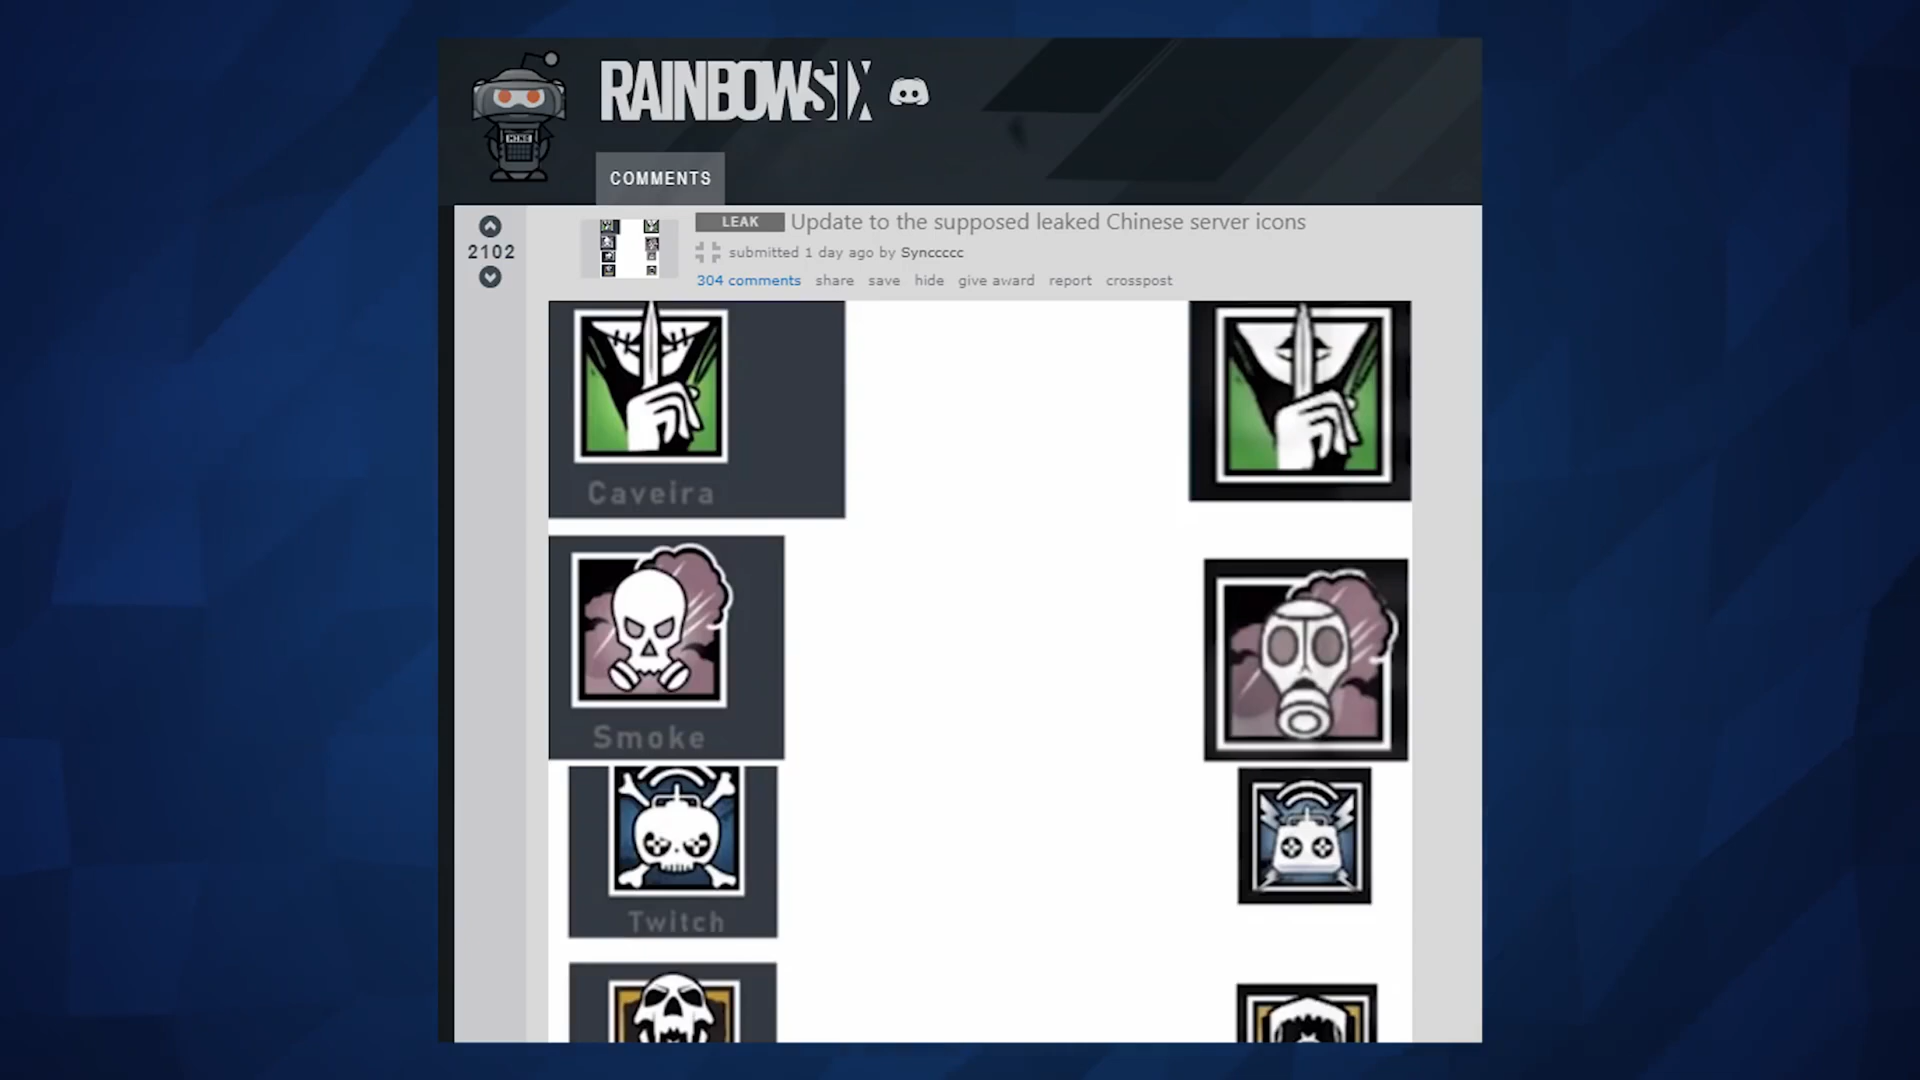 RAINBOWSIX
MINE
COMMENTS
2102
LEAK Update to the supposed leaked Chinese server icons
submitted 1 day ago by Synccccc
304 comments share save hide give award report crosspost
Caveira
Smoke
Twitch